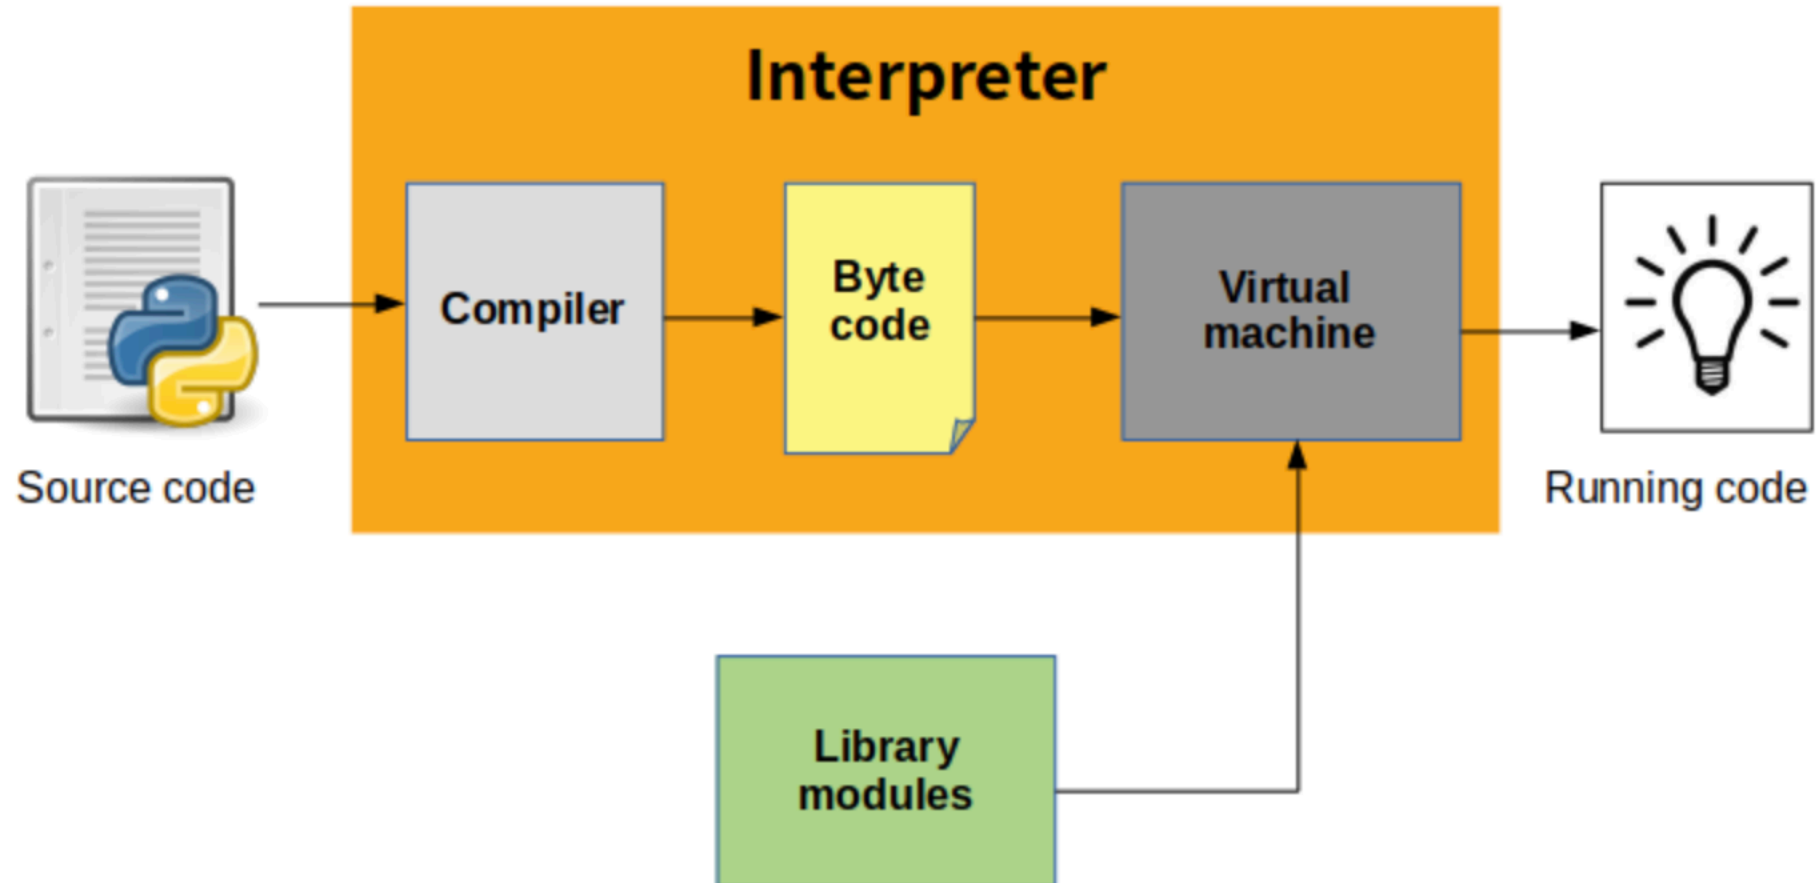 Interpreter
Compiler
Byte
code
Virtual
machine
Source code
Running code
Library
modules